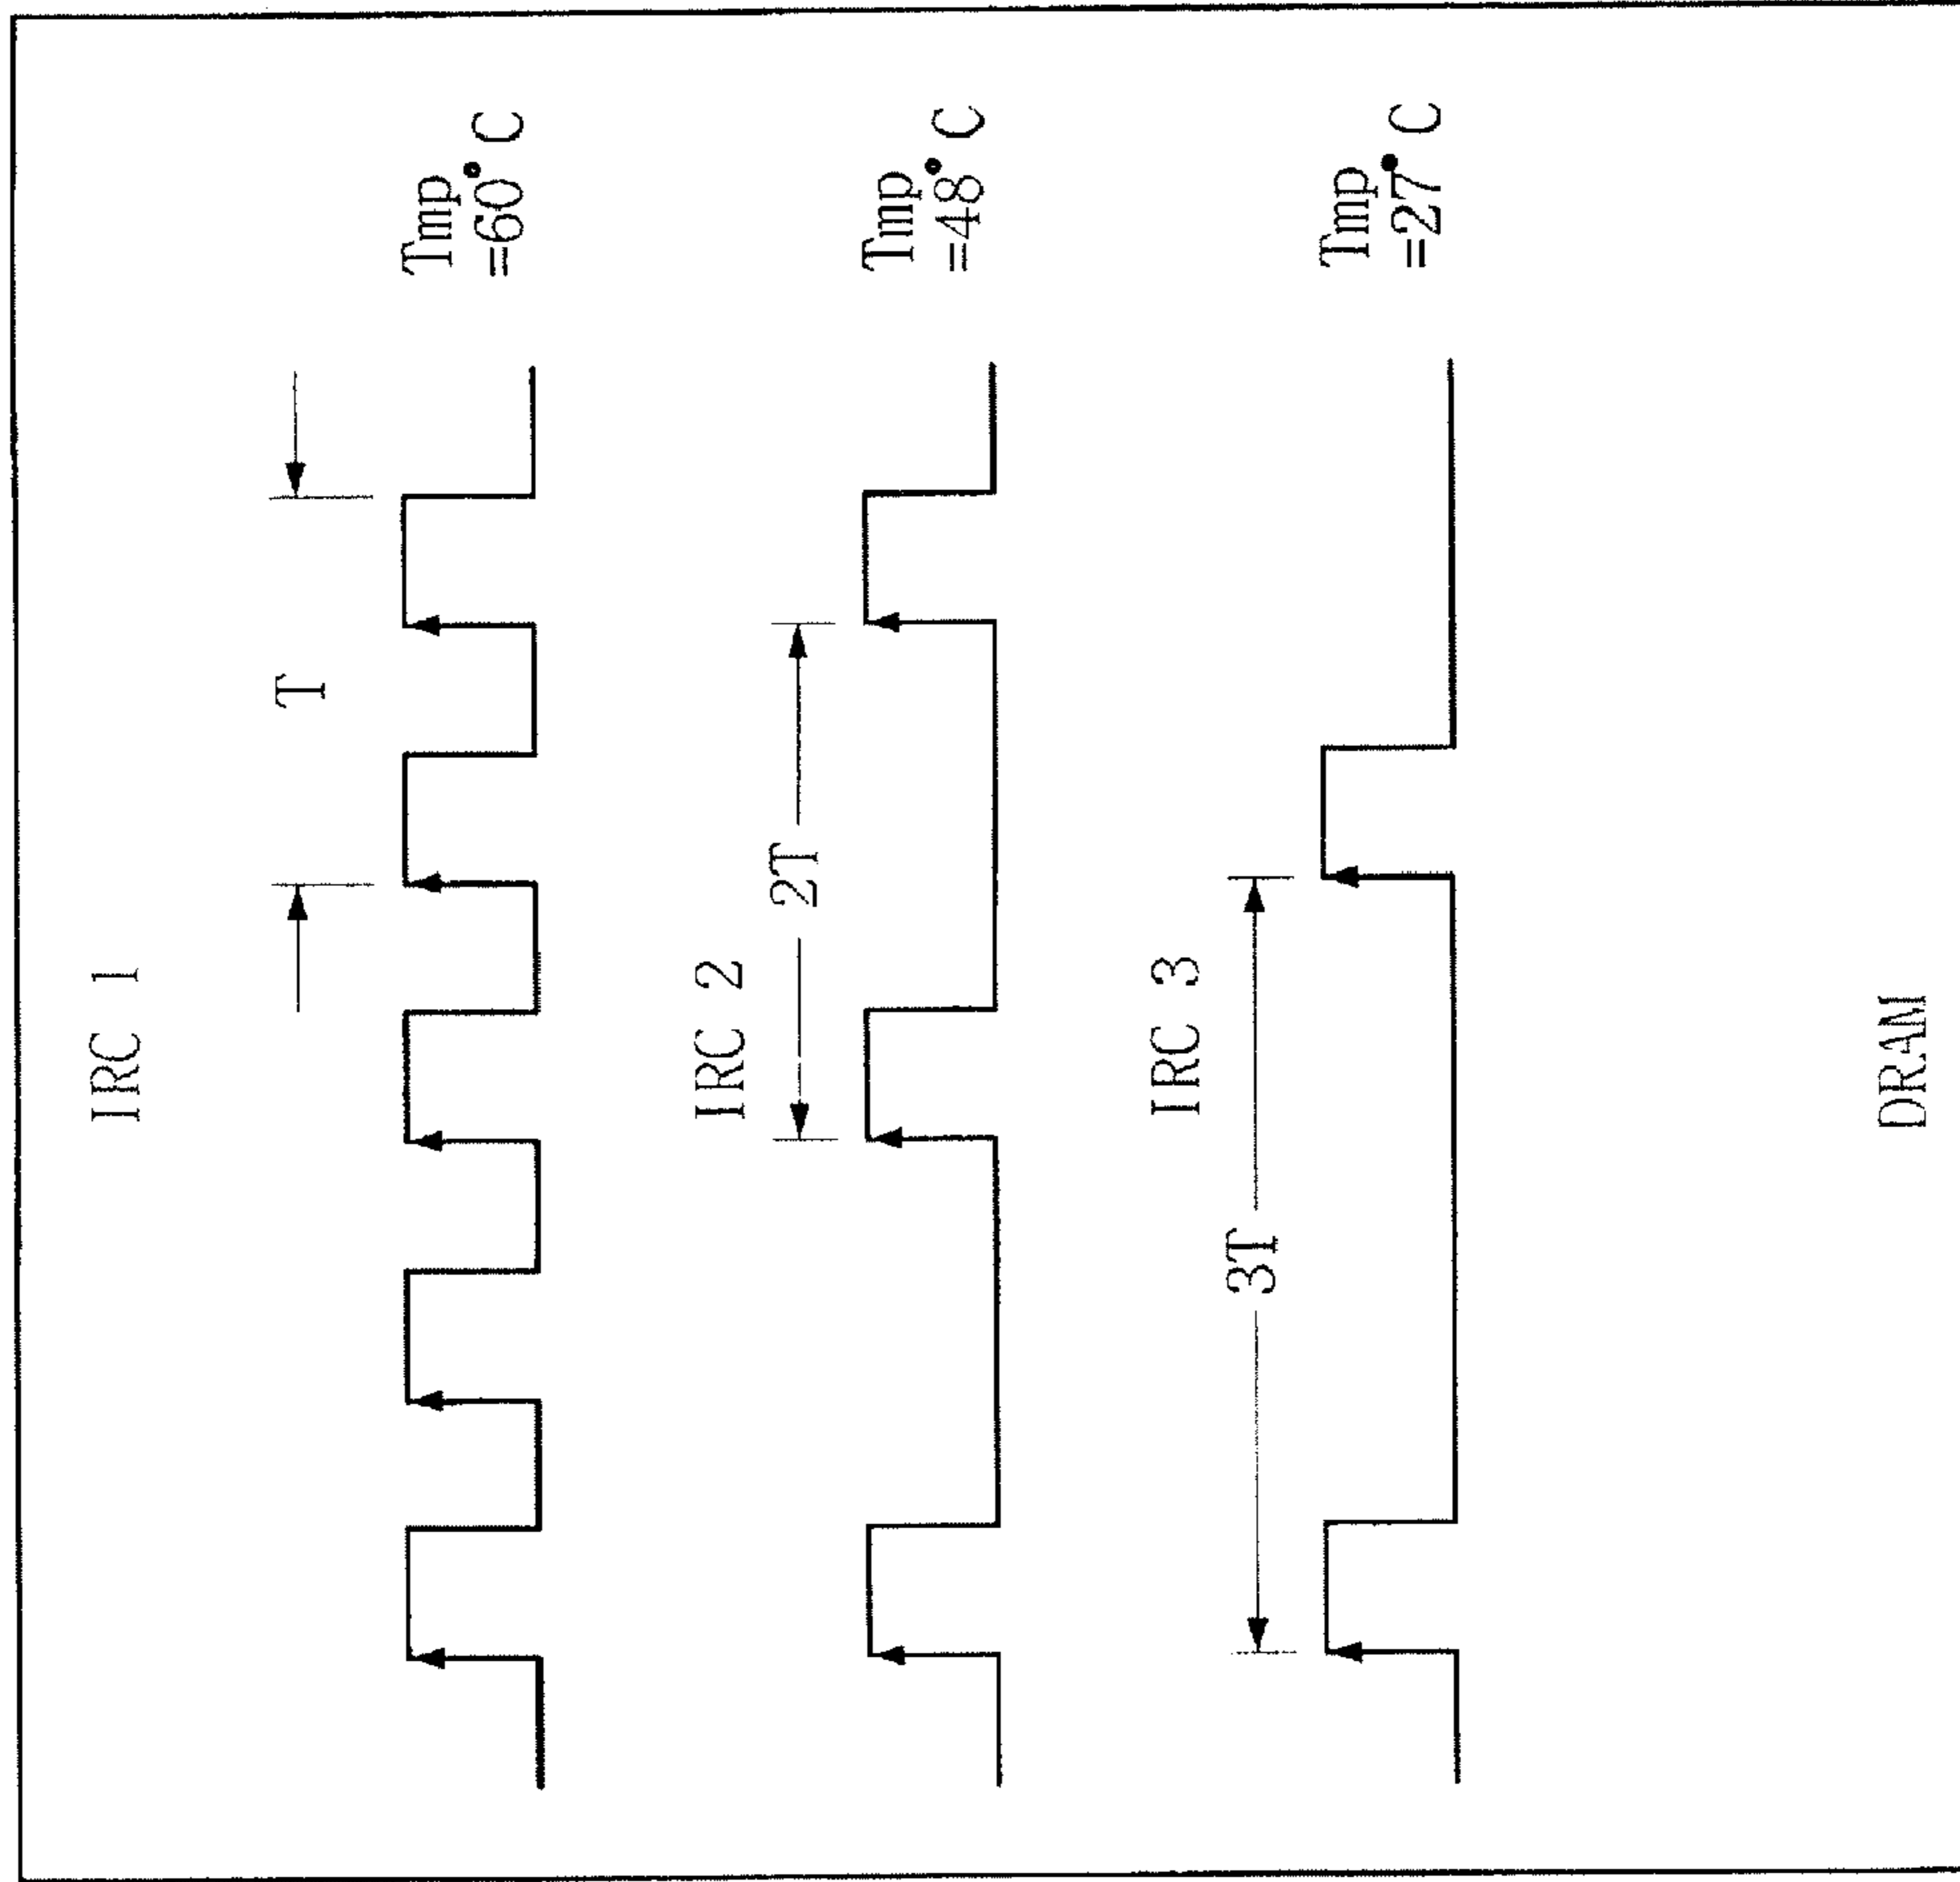 IRC 1
T
Tmp
=60°C
IRC 2
2T
Tmp
=48°C
IRC 3
3T
Tmp
=27°C
DRAM